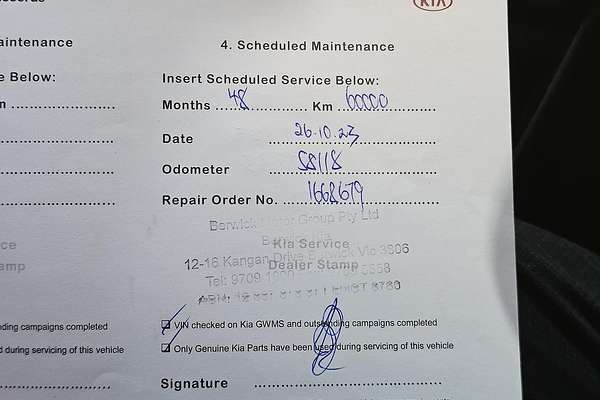 KIA
aintenance
4. Scheduled Maintenance
e Below:
Insert Scheduled Service Below:
Months 48 Km 60000
Date 26.10.23
Odometer 58118
Repair Order No. 1668679
Berwick Motor Group Pty Ltd
Kia Service
12-16 Kangan Drive Berwick Vic 3806
Dealer Stamp
Tel: 9709
nding campaigns completed
VIN checked on Kia GWMS and outstanding campaigns completed
d during servicing of this vehicle
Only Genuine Kia Parts have been used during servicing of this vehicle
Signature